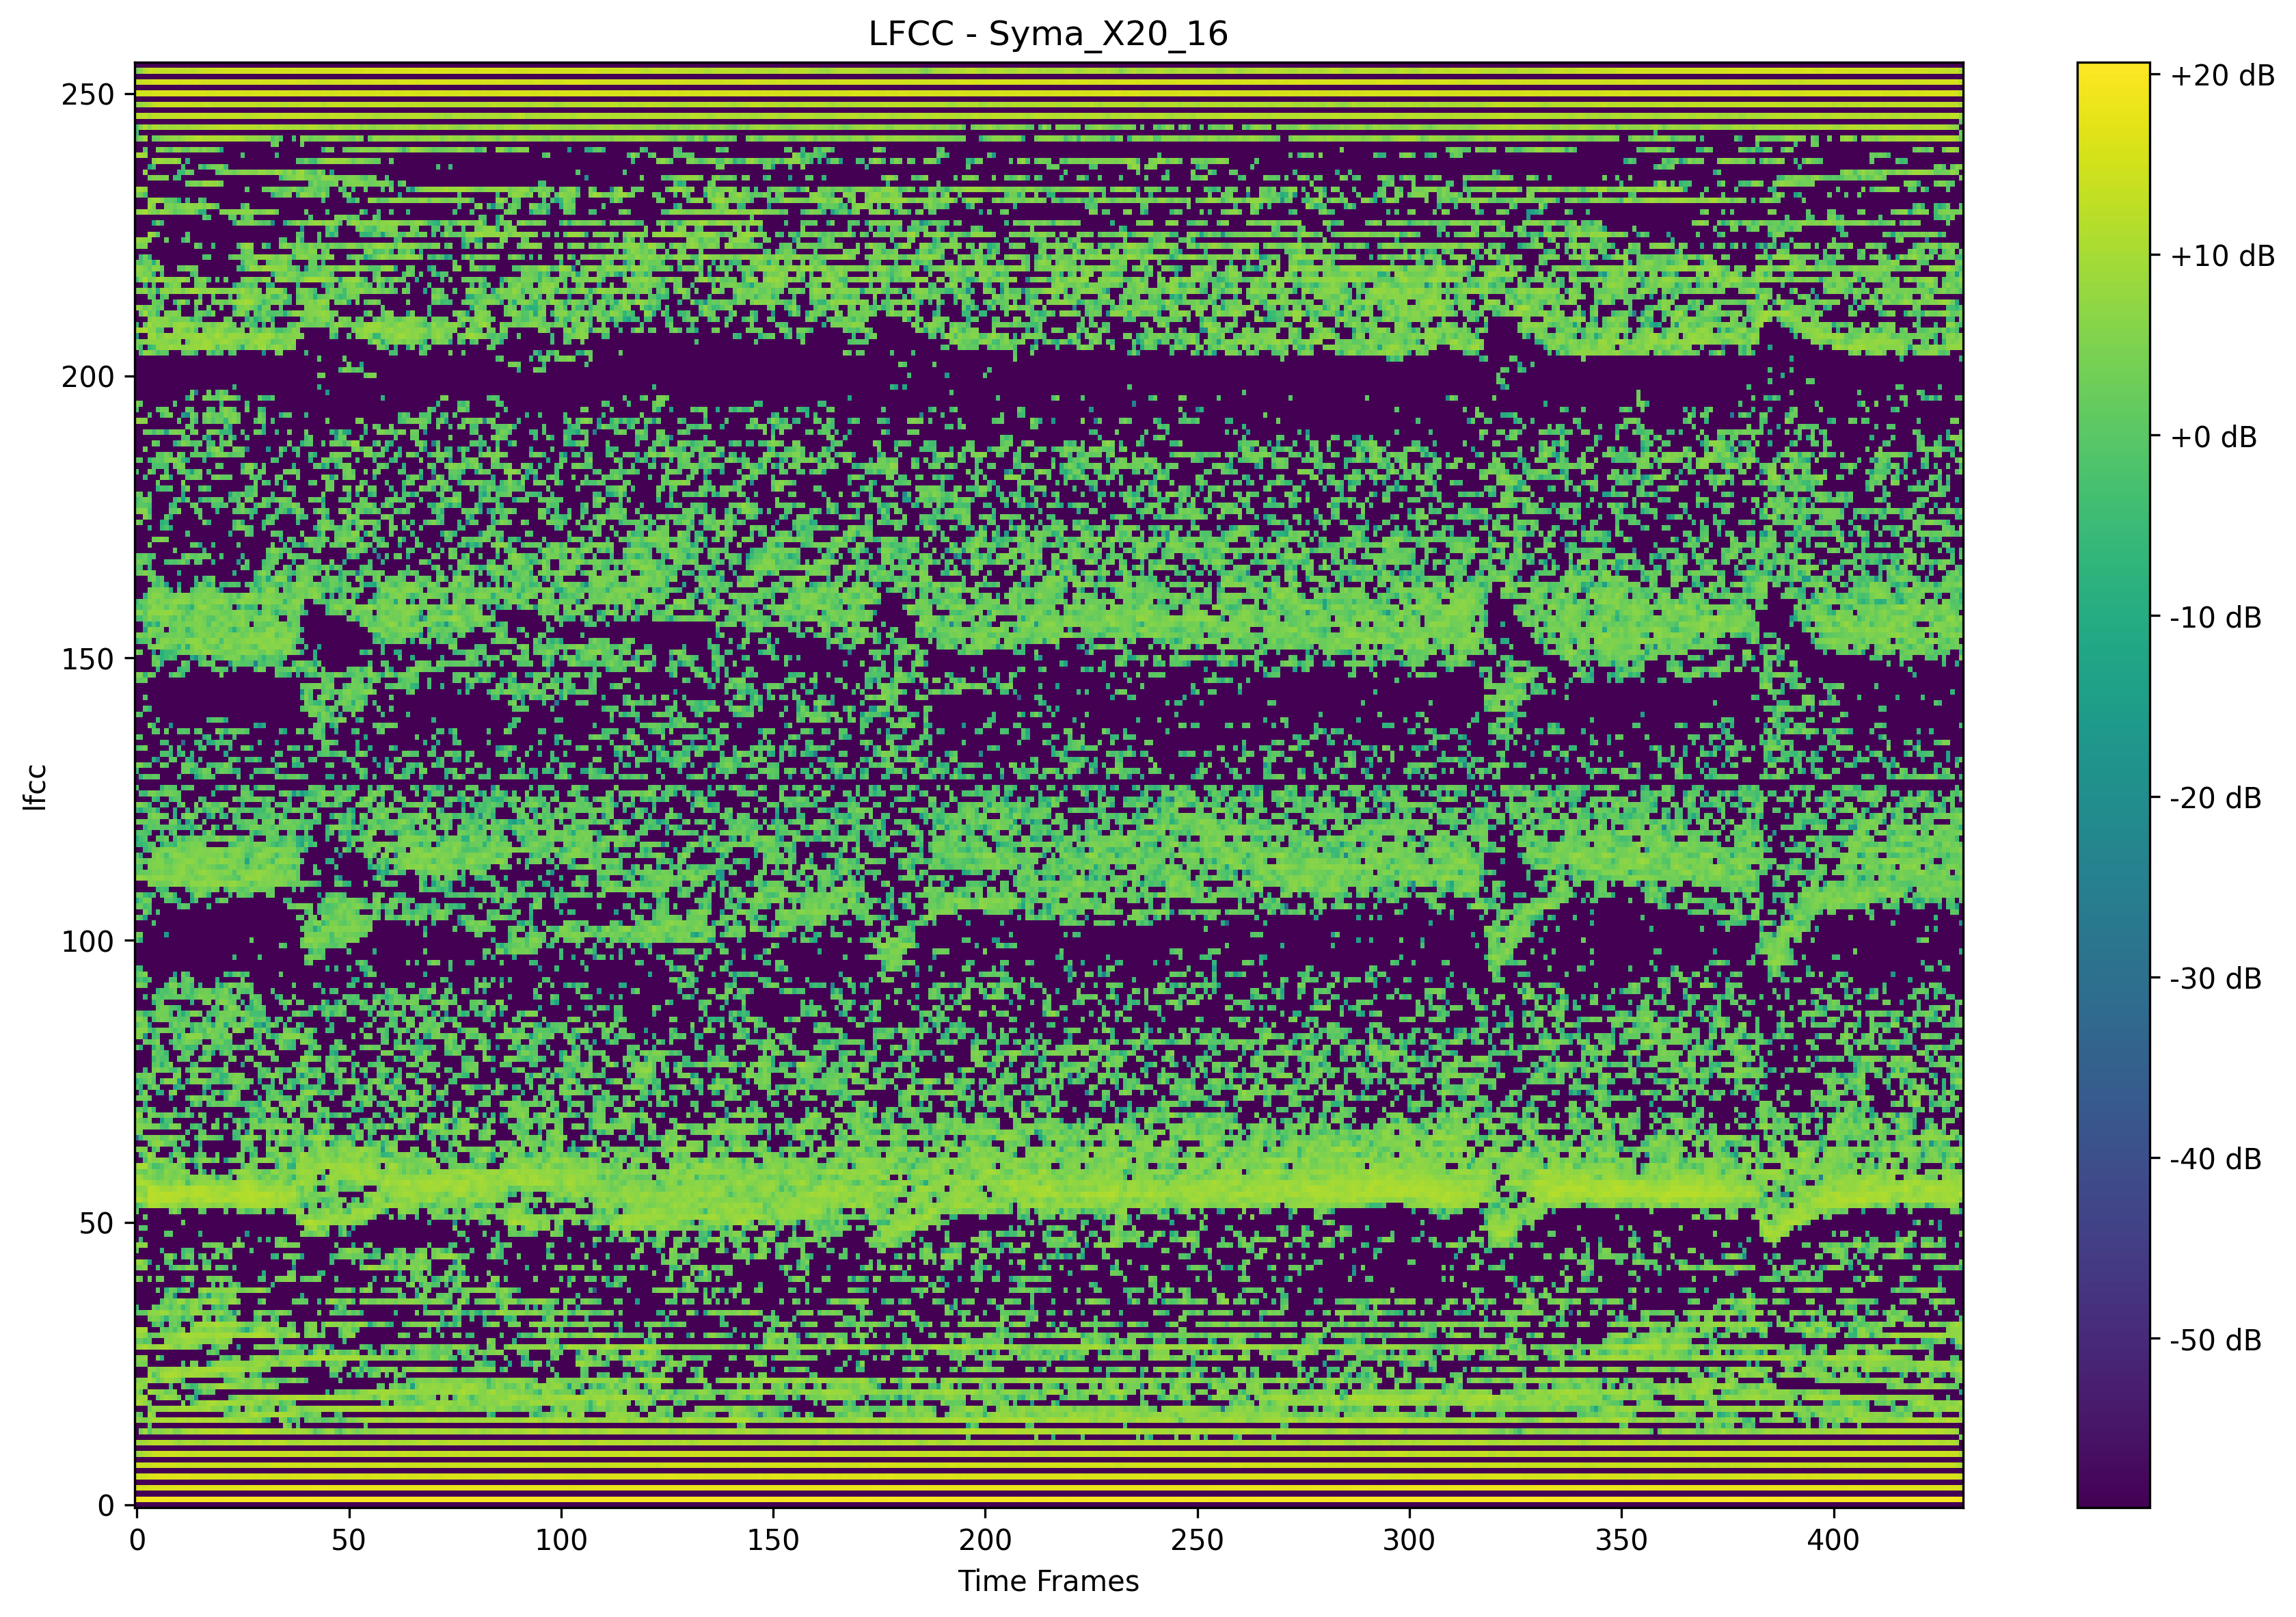 LFCC - Syma_X20_16
lfcc
250
200
150
100
50
0
0 50 100 150 200 250 300 350 400
Time Frames
+20 dB
+10 dB
+0 dB
-10 dB
-20 dB
-30 dB
-40 dB
-50 dB